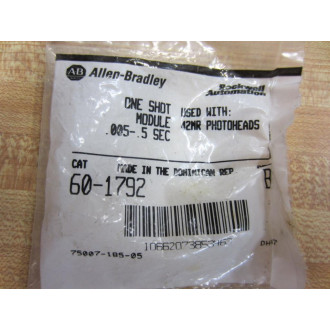 AB Allen-Bradley
Rockwell
Automation
ONE SHOT
MODULE
.005-.5 SEC
USED WITH:
42MR PHOTOHEADS
CAT
MADE IN THE DOMINICAN REP
60-1792
B
75007-185-05